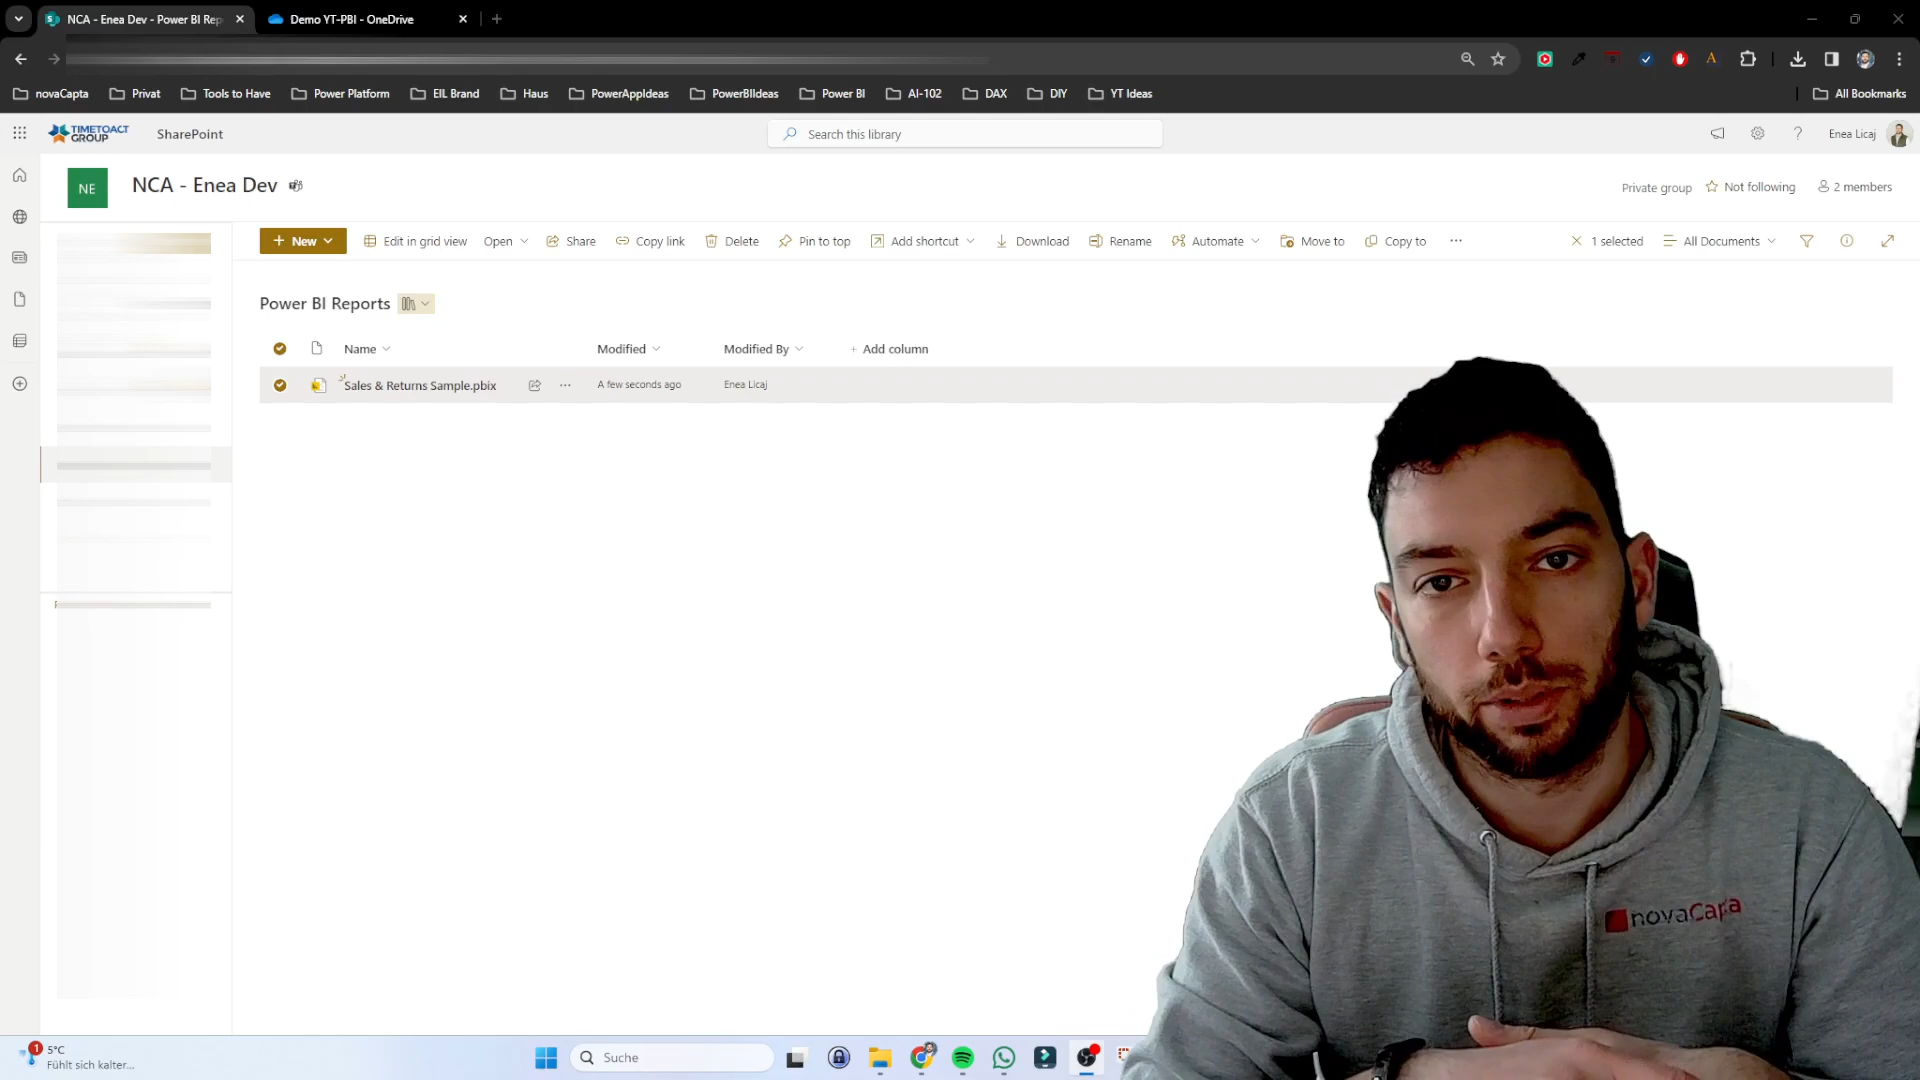 NCA - Enea Dev - Power BI Rep
Demo YT-PBI - OneDrive
novaCapta
Privat
Tools to Have
Power Platform
EIL Brand
Haus
PowerAppIdeas
PowerBIIdeas
Power BI
AI-102
DAX
DIY
YT Ideas
All Bookmarks
TIMETOACT GROUP
SharePoint
Search this library
Enea Licaj
NE
NCA - Enea Dev
Private group
Not following
2 members
New
Edit in grid view
Open
Share
Copy link
Delete
Pin to top
Add shortcut
Download
Rename
Automate
Move to
Copy to
1 selected
All Documents
Power BI Reports
Name
Modified
Modified By
+ Add column
Sales & Returns Sample.pbix
A few seconds ago
Enea Licaj
novaCapta
1
5°C
Fühlt sich kalter...
Suche